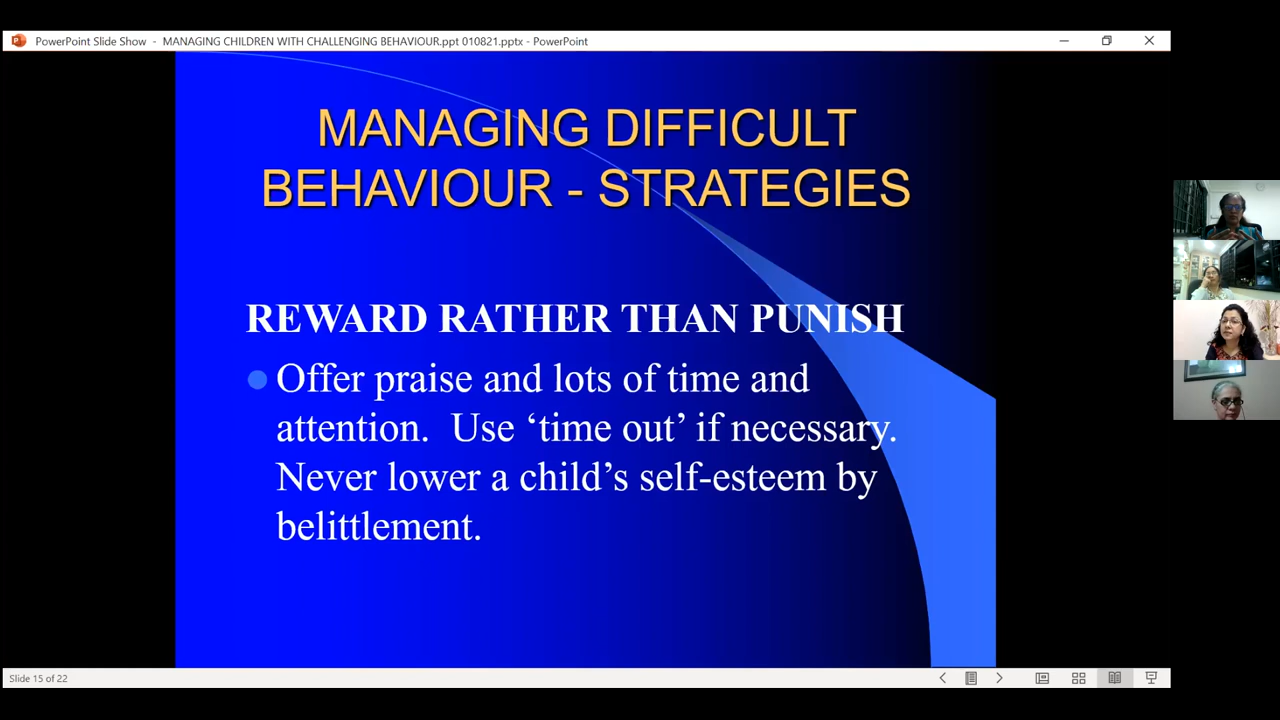 PowerPoint Slide Show - MANAGING CHILDREN WITH CHALLENGING BEHAVIOUR.ppt 010821.pptx - PowerPoint
MANAGING DIFFICULT
BEHAVIOUR - STRATEGIES
REWARD RATHER THAN PUNISH
Offer praise and lots of time and
attention.  Use ‘time out’ if necessary.
Never lower a child’s self-esteem by
belittlement.
Slide 15 of 22